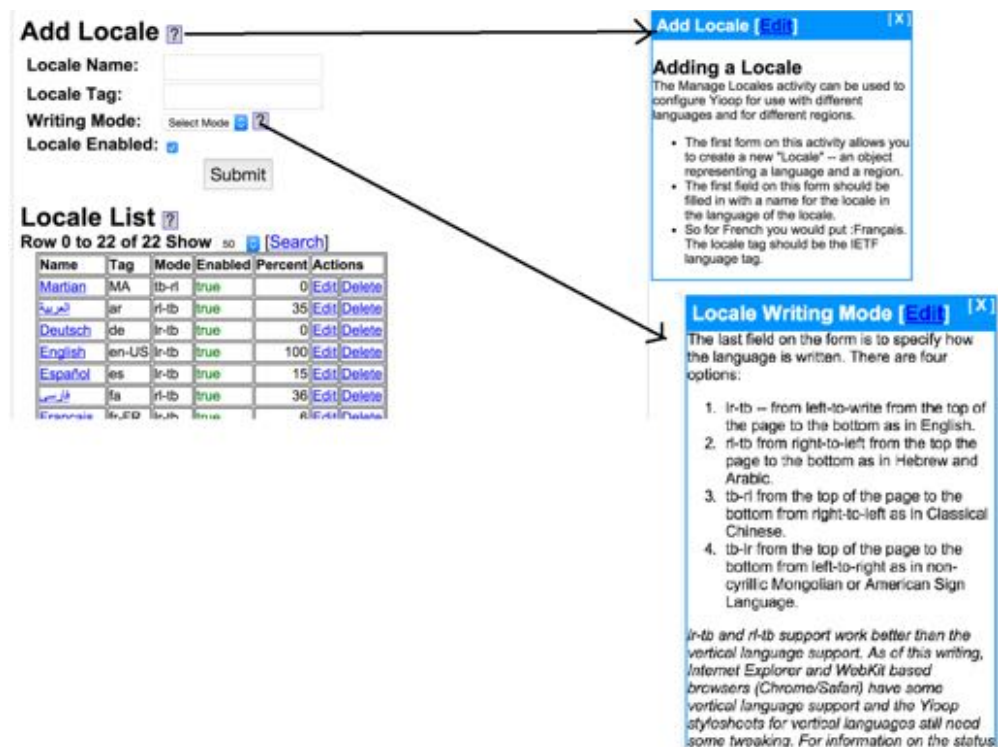 Add Locale ?
Locale Name:
Locale Tag:
Writing Mode: Select Mode ?
Locale Enabled:
Submit
Locale List ?
Row 0 to 22 of 22 Show 50 [Search]
Name Tag Mode Enabled Percent Actions
Martian MA tb-rl true 0 Edit Delete
العربية ar rl-tb true 35 Edit Delete
Deutsch de lr-tb true 0 Edit Delete
English en-US lr-tb true 100 Edit Delete
Español es lr-tb true 15 Edit Delete
فارسی fa rl-tb true 36 Edit Delete
Français fr-FR lr-tb true 6 Edit Delete
Add Locale [Edit] [X]
Adding a Locale
The Manage Locales activity can be used to
configure Yioop for use with different
languages and for different regions.
• The first form on this activity allows you
to create a new "Locale" -- an object
representing a language and a region.
• The first field on this form should be
filled in with a name for the locale in
the language of the locale.
• So for French you would put :Français.
The locale tag should be the IETF
language tag.
Locale Writing Mode [Edit] [X]
The last field on the form is to specify how
the language is written. There are four
options:
1. lr-tb -- from left-to-write from the top of
the page to the bottom as in English.
2. rl-tb from right-to-left from the top the
page to the bottom as in Hebrew and
Arabic.
3. tb-rl from the top of the page to the
bottom from right-to-left as in Classical
Chinese.
4. tb-lr from the top of the page to the
bottom from left-to-right as in non-
cyrillic Mongolian or American Sign
Language.
lr-tb and rl-tb support work better than the
vertical language support. As of this writing,
Internet Explorer and WebKit based
browsers (Chrome/Safari) have some
vertical language support and the Yioop
stylesheets for vertical languages still need
some tweaking. For information on the status